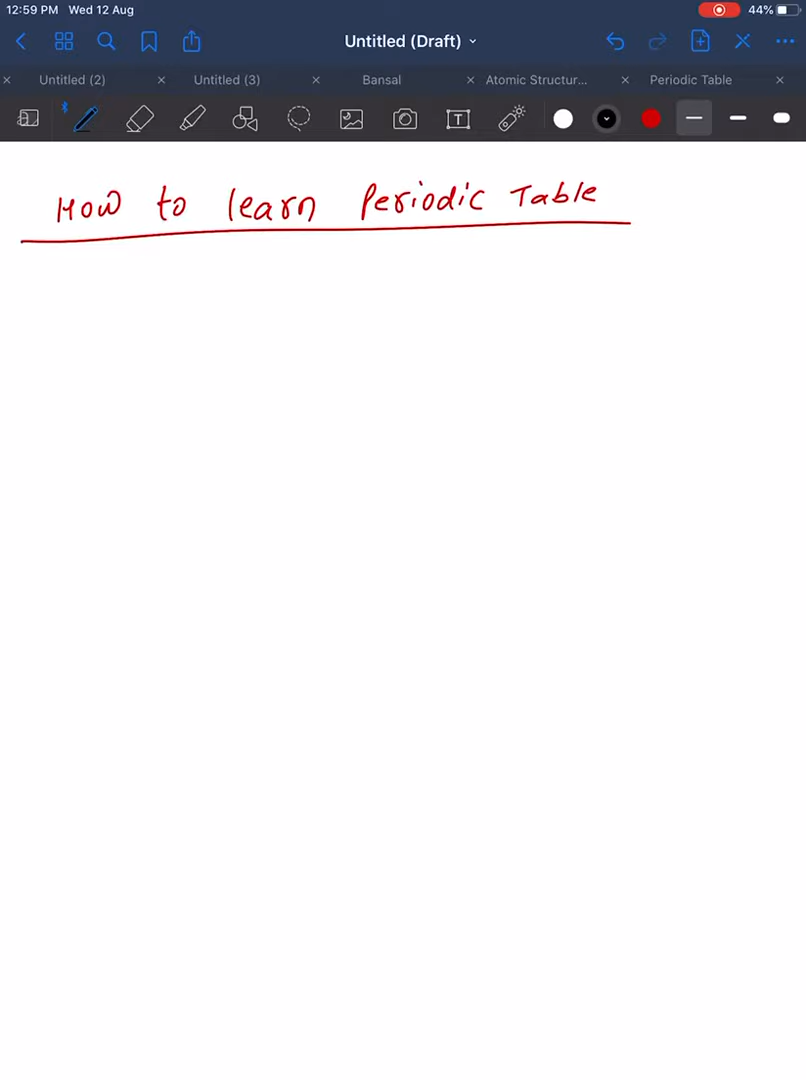 12:59 PM Wed 12 Aug 44%
Untitled (Draft)
Untitled (2) Untitled (3) Bansal Atomic Structur... Periodic Table
T
How to learn Periodic Table